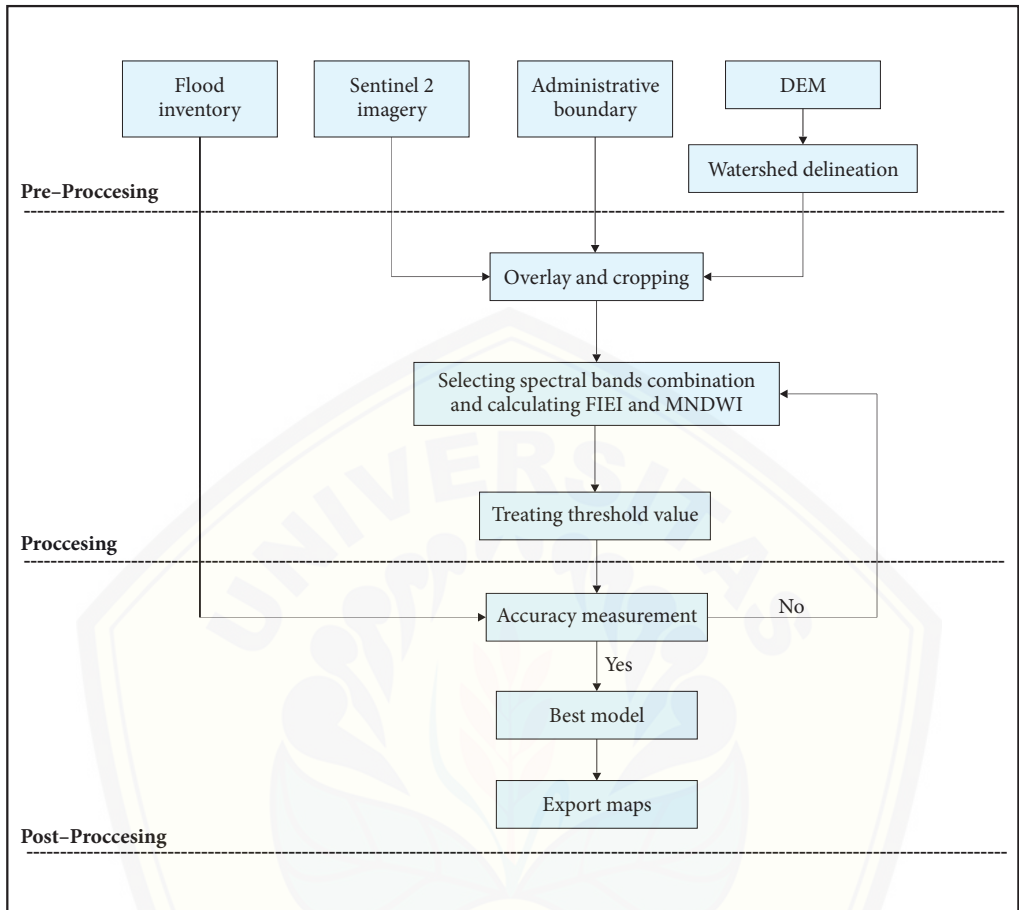 Flood
inventory
Sentinel 2
imagery
Administrative
boundary
DEM
Watershed delineation
Pre–Proccesing
Overlay and cropping
Selecting spectral bands combination
and calculating FIEI and MNDWI
Treating threshold value
Proccesing
UNIVERSITAS
Accuracy measurement
No
Yes
Best model
Export maps
Post–Proccesing